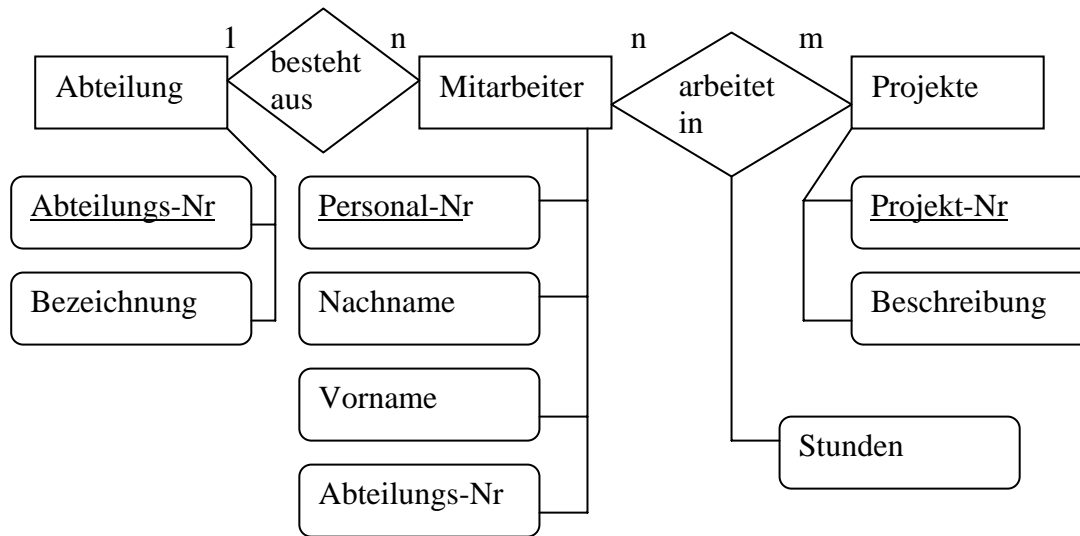 1
n
n
m
Abteilung
besteht
aus
Mitarbeiter
arbeitet
in
Projekte
Abteilungs-Nr
Personal-Nr
Projekt-Nr
Bezeichnung
Nachname
Beschreibung
Vorname
Stunden
Abteilungs-Nr